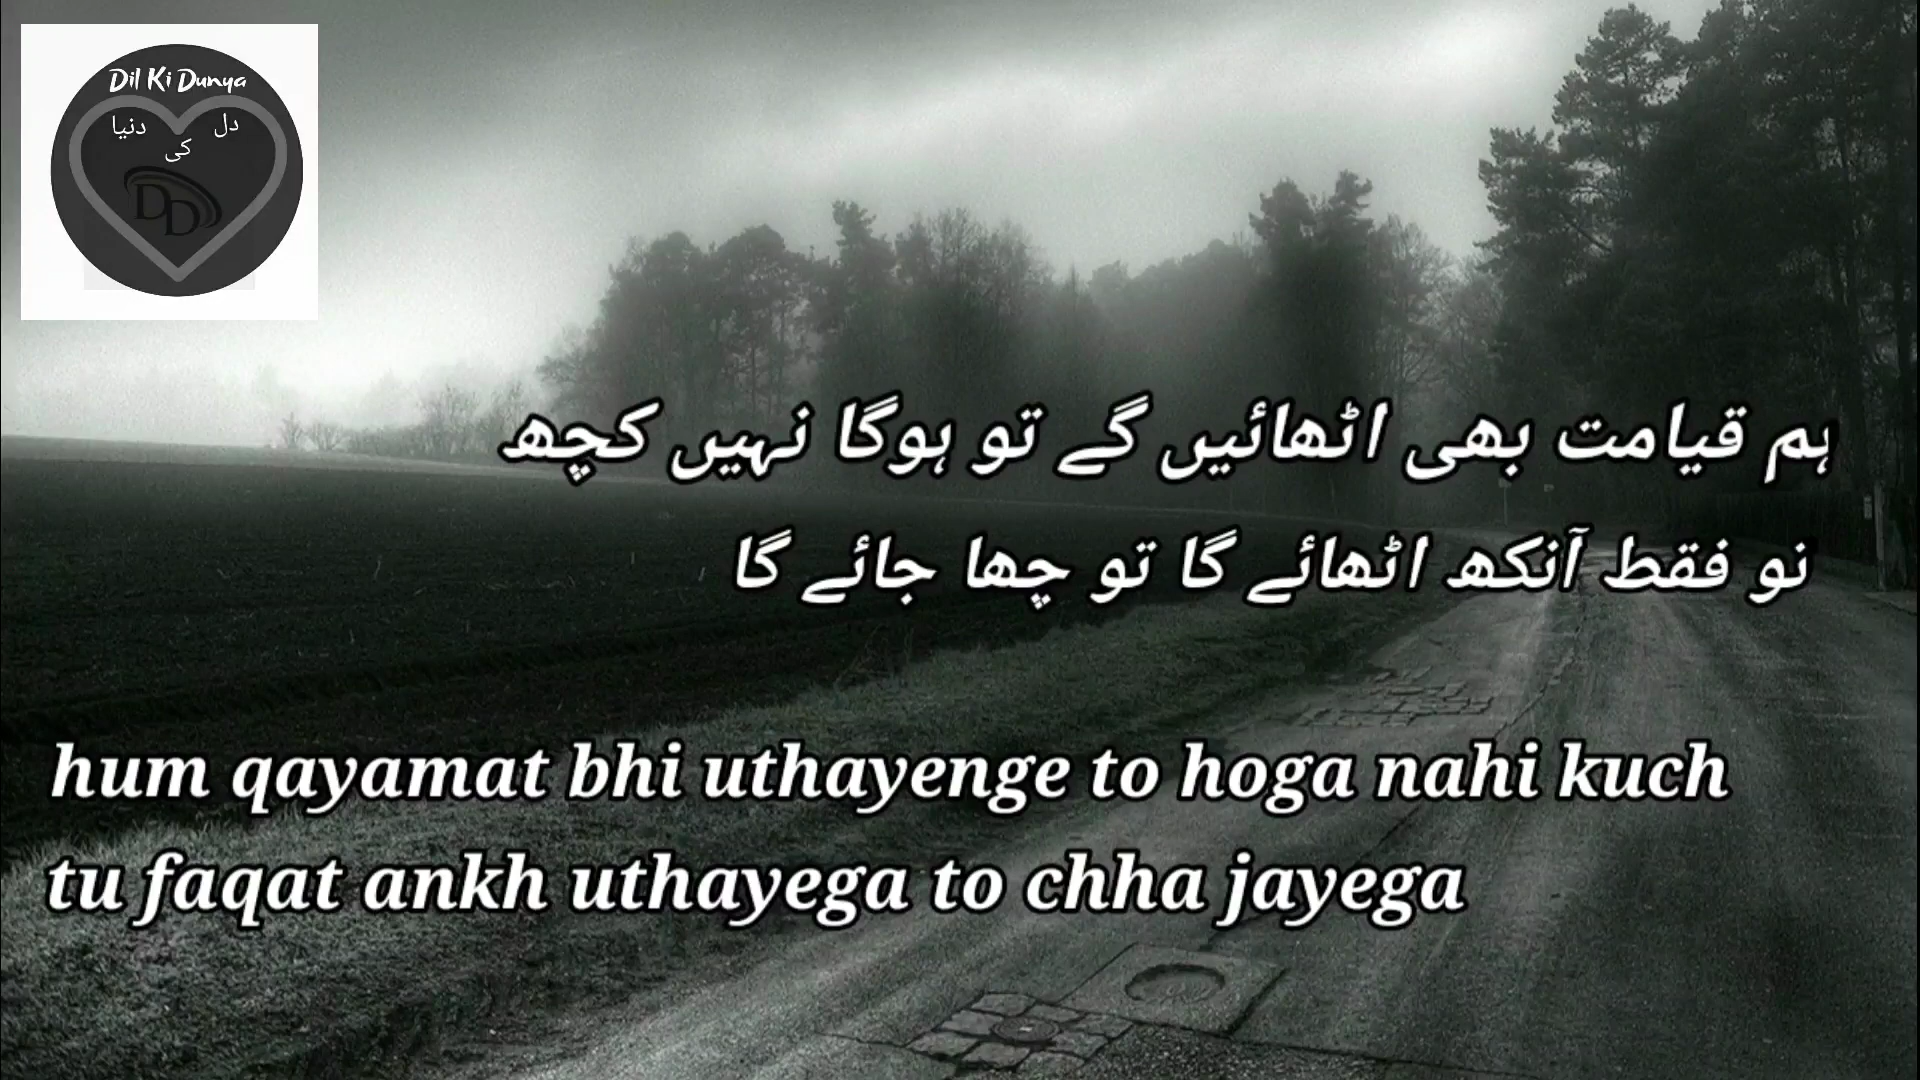 Dil Ki Dunya
دل دنیا
کی
DD
ہم قیامت بھی اٹھائیں گے تو ہوگا نہیں کچھ
نو فقط آنکھ اٹھائے گا تو چھا جائے گا
hum qayamat bhi uthayenge to hoga nahi kuch
tu faqat ankh uthayega to chha jayega